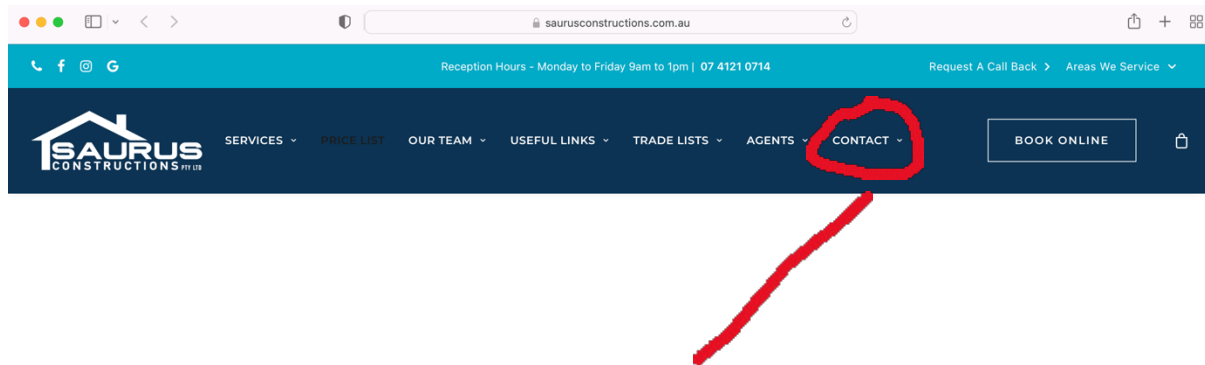 saurusconstructions.com.au
Reception Hours - Monday to Friday 9am to 1pm | 07 4121 0714
Request A Call Back
Areas We Service
SAURUS
CONSTRUCTIONS PTY LTD
SERVICES
PRICE LIST
OUR TEAM
USEFUL LINKS
TRADE LISTS
AGENTS
CONTACT
BOOK ONLINE